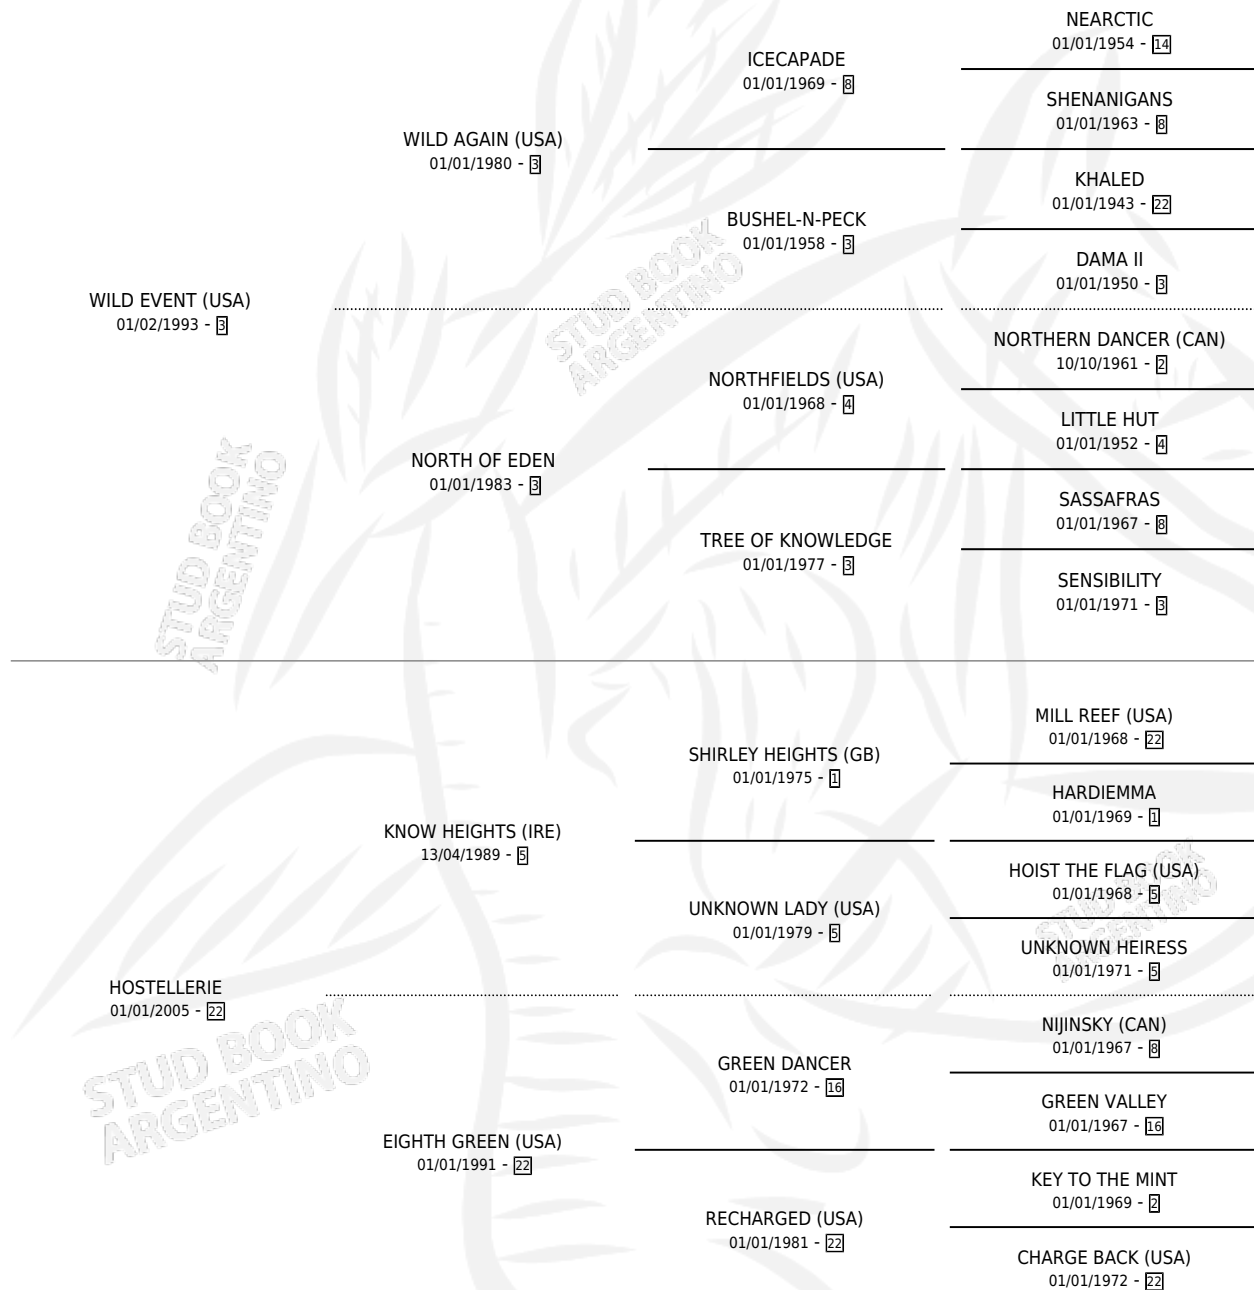 NEARCTIC
01/01/1954 - 14
ICECAPADE
01/01/1969 - 8
SHENANIGANS
01/01/1963 - 8
WILD AGAIN (USA)
01/01/1980 - 3
KHALED
01/01/1943 - 22
BUSHEL-N-PECK
01/01/1958 - 3
DAMA II
01/01/1950 - 3
WILD EVENT (USA)
01/02/1993 - 3
NORTHERN DANCER (CAN)
10/10/1961 - 2
NORTHFIELDS (USA)
01/01/1968 - 4
LITTLE HUT
01/01/1952 - 4
NORTH OF EDEN
01/01/1983 - 3
SASSAFRAS
01/01/1967 - 8
TREE OF KNOWLEDGE
01/01/1977 - 3
SENSIBILITY
01/01/1971 - 3
MILL REEF (USA)
01/01/1968 - 22
SHIRLEY HEIGHTS (GB)
01/01/1975 - 1
HARDIEMMA
01/01/1969 - 1
KNOW HEIGHTS (IRE)
13/04/1989 - 5
HOIST THE FLAG (USA)
01/01/1968 - 5
UNKNOWN LADY (USA)
01/01/1979 - 5
UNKNOWN HEIRESS
01/01/1971 - 5
HOSTELLERIE
01/01/2005 - 22
NIJINSKY (CAN)
01/01/1967 - 8
GREEN DANCER
01/01/1972 - 16
GREEN VALLEY
01/01/1967 - 16
EIGHTH GREEN (USA)
01/01/1991 - 22
KEY TO THE MINT
01/01/1969 - 2
RECHARGED (USA)
01/01/1981 - 22
CHARGE BACK (USA)
01/01/1972 - 22
STUD BOOK
ARGENTINO
STUD BOOK
ARGENTINO
STUD BOOK
ARGENTINO
STUD BOOK
ARGENTINO